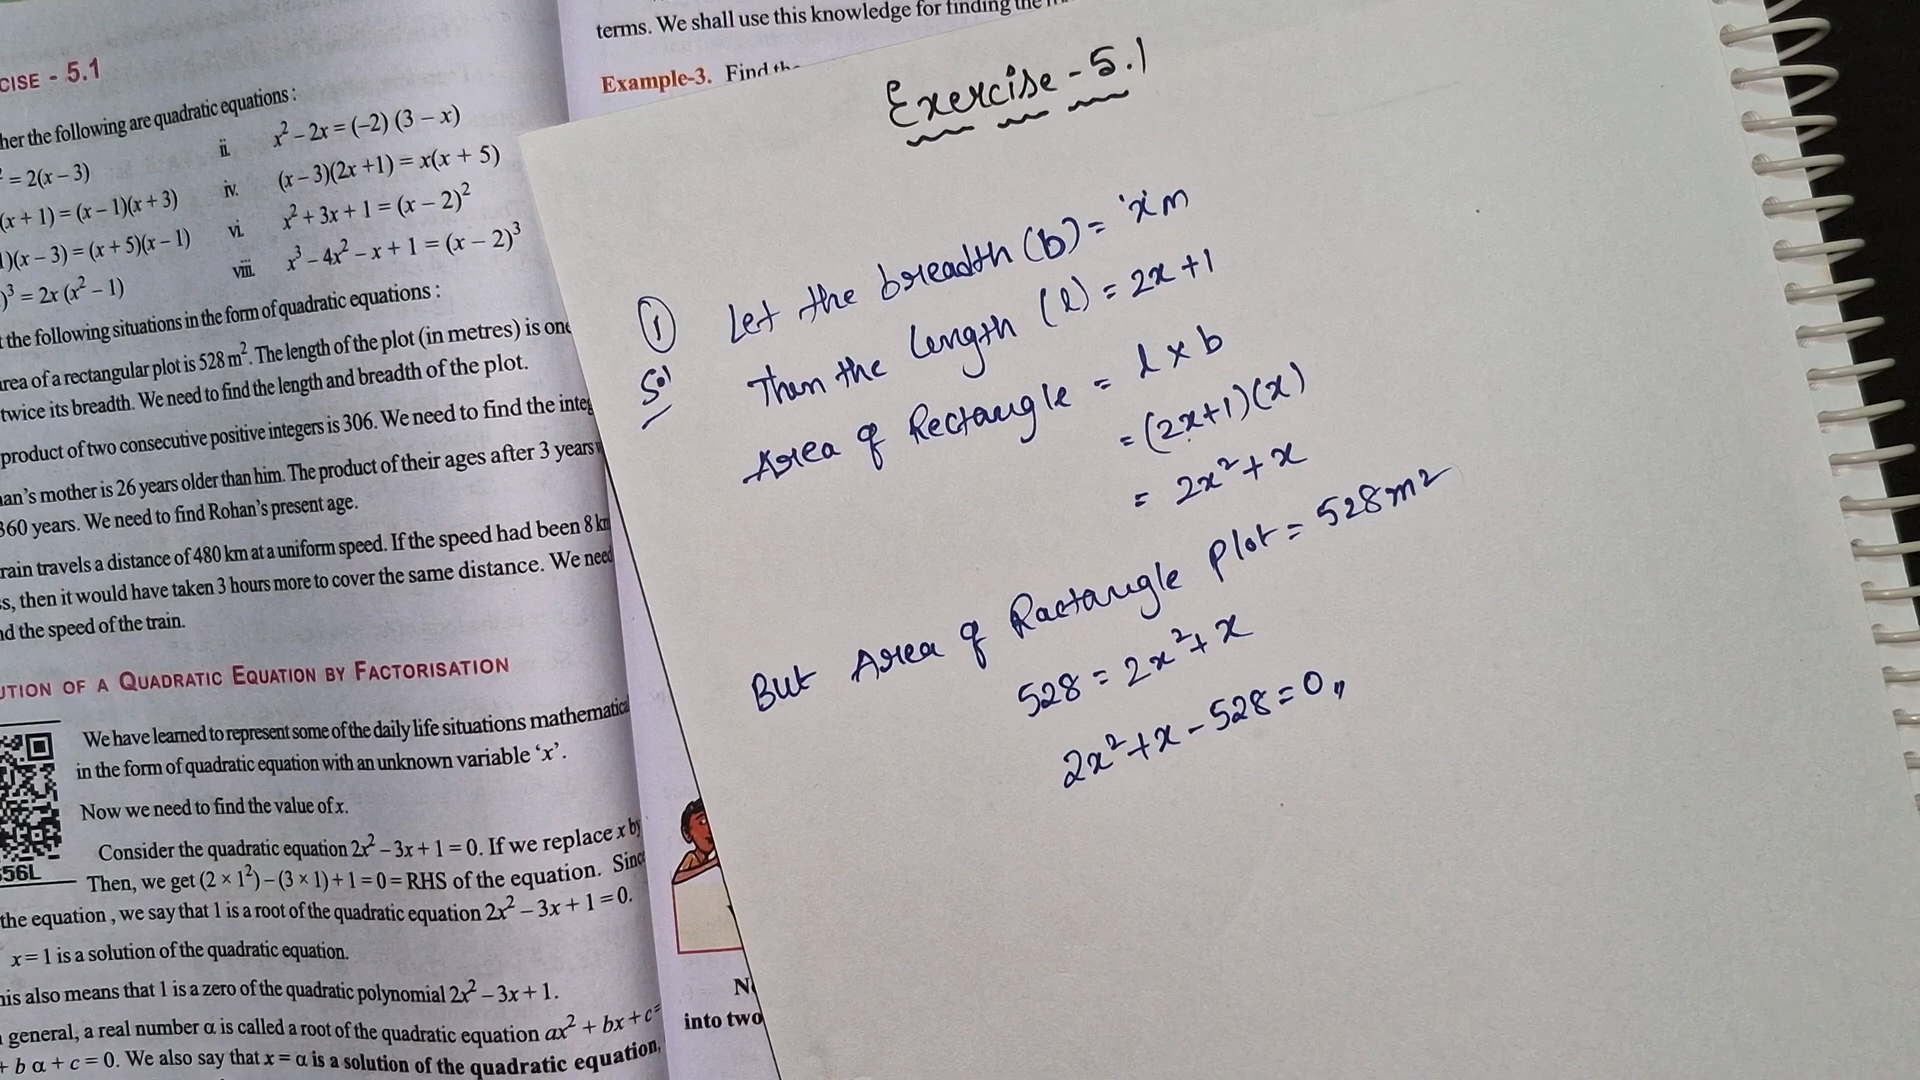 CISE - 5.1
her the following are quadratic equations :
= 2(x – 3)
ii. x² – 2x = (–2) (3 – x)
(x + 1) = (x – 1)(x + 3)
iv. (x – 3)(2x +1) = x(x + 5)
)(x – 3) = (x + 5)(x – 1)
vi. x² + 3x + 1 = (x – 2)²
)³ = 2x (x² – 1)
viii. x³ – 4x² – x + 1 = (x – 2)³
the following situations in the form of quadratic equations :
rea of a rectangular plot is 528 m². The length of the plot (in metres) is one
twice its breadth. We need to find the length and breadth of the plot.
product of two consecutive positive integers is 306. We need to find the integ
an's mother is 26 years older than him. The product of their ages after 3 years
360 years. We need to find Rohan's present age.
rain travels a distance of 480 km at a uniform speed. If the speed had been 8 km
s, then it would have taken 3 hours more to cover the same distance. We need
d the speed of the train.
UTION OF A QUADRATIC EQUATION BY FACTORISATION
We have learned to represent some of the daily life situations mathematical
in the form of quadratic equation with an unknown variable ‘x’.
Now we need to find the value of x.
Consider the quadratic equation 2x² – 3x + 1 = 0. If we replace x by
Then, we get (2 × 1²) – (3 × 1) + 1 = 0 = RHS of the equation. Sinc
the equation , we say that 1 is a root of the quadratic equation 2x² – 3x + 1 = 0.
x = 1 is a solution of the quadratic equation.
his also means that 1 is a zero of the quadratic polynomial 2x² – 3x + 1.
general, a real number α is called a root of the quadratic equation ax² + bx + c =
+ b α + c = 0. We also say that x = α is a solution of the quadratic equation,
56L
terms. We shall use this knowledge for finding the
Example-3. Find th
into two
Exercise - 5.1
① Let the breadth (b) = 'x' m
Sol Then the length (l) = 2x + 1
Area of Rectangle = l × b
= (2x+1)(x)
= 2x² + x
But Area of Ractangle Plot = 528m²
528 = 2x² + x
2x² + x - 528 = 0,,